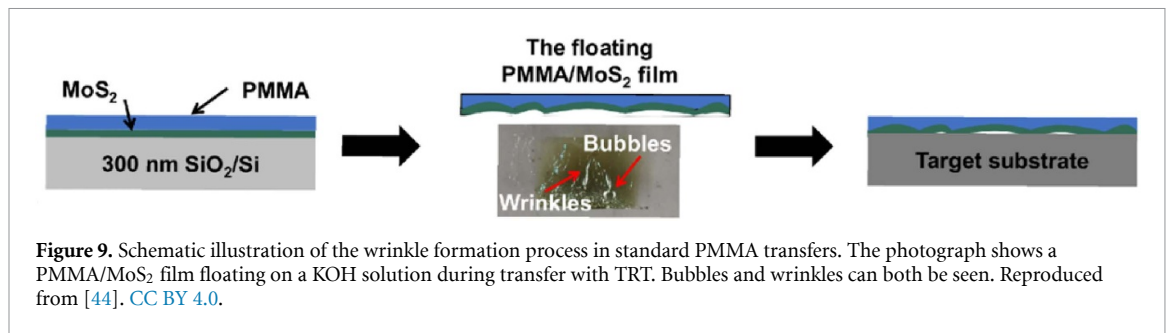 The floating
PMMA/MoS₂ film
MoS₂
PMMA
300 nm SiO₂/Si
Bubbles
Wrinkles
Target substrate
Figure 9. Schematic illustration of the wrinkle formation process in standard PMMA transfers. The photograph shows a
PMMA/MoS₂ film floating on a KOH solution during transfer with TRT. Bubbles and wrinkles can both be seen. Reproduced
from [44]. CC BY 4.0.